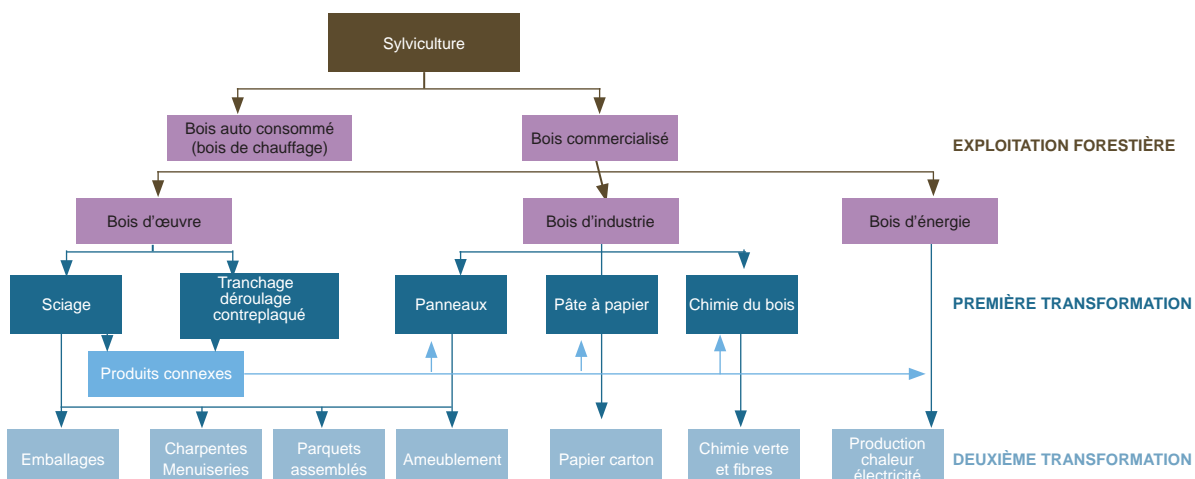 Sylviculture
Bois auto consommé
(bois de chauffage)
Bois commercialisé
EXPLOITATION FORESTIÈRE
Bois d'œuvre
Bois d'industrie
Bois d'énergie
Sciage
Tranchage
déroulage
contreplaqué
Panneaux
Pâte à papier
Chimie du bois
PREMIÈRE TRANSFORMATION
Produits connexes
Emballages
Charpentes
Menuiseries
Parquets
assemblés
Ameublement
Papier carton
Chimie verte
et fibres
Production
chaleur
électricité
DEUXIÈME TRANSFORMATION